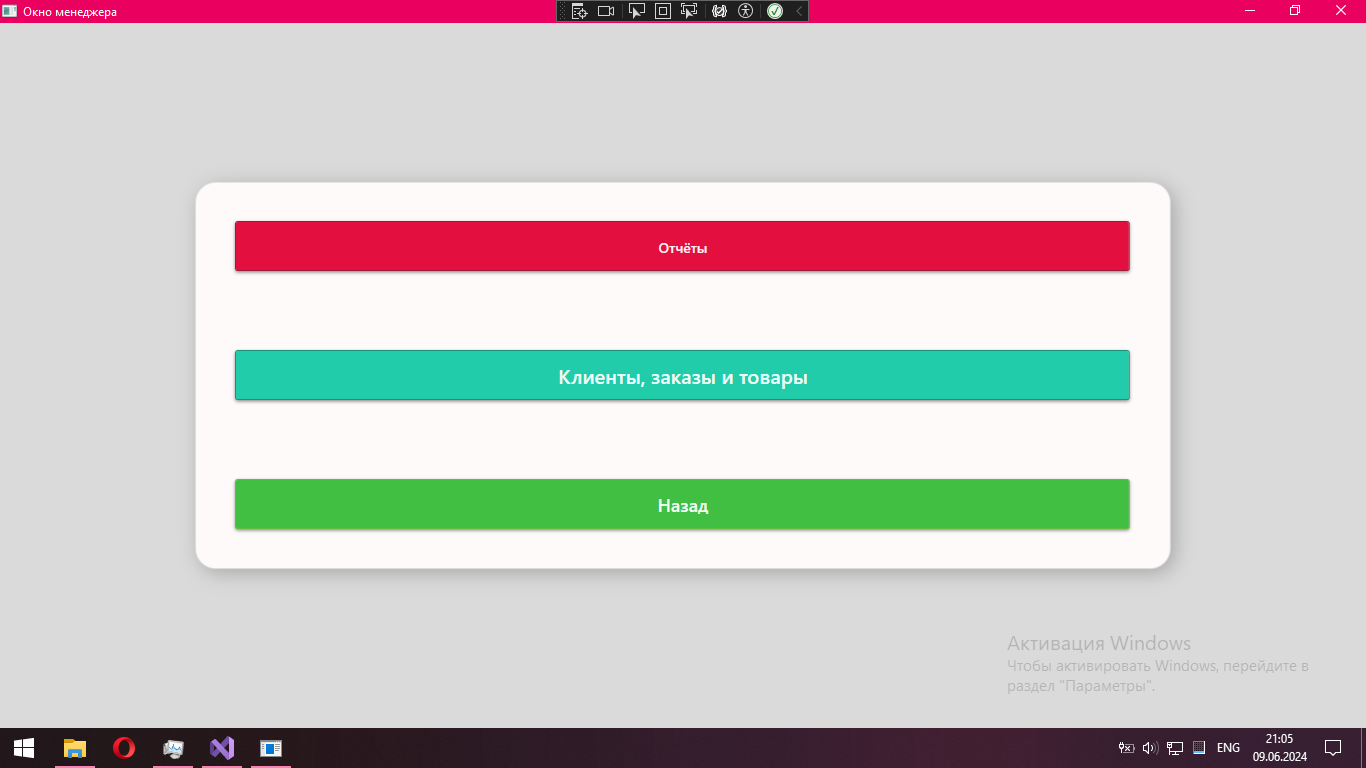 Окно менеджера
Отчёты
Клиенты, заказы и товары
Назад
Активация Windows
Чтобы активировать Windows, перейдите в
раздел "Параметры".
ENG
21:05
09.06.2024